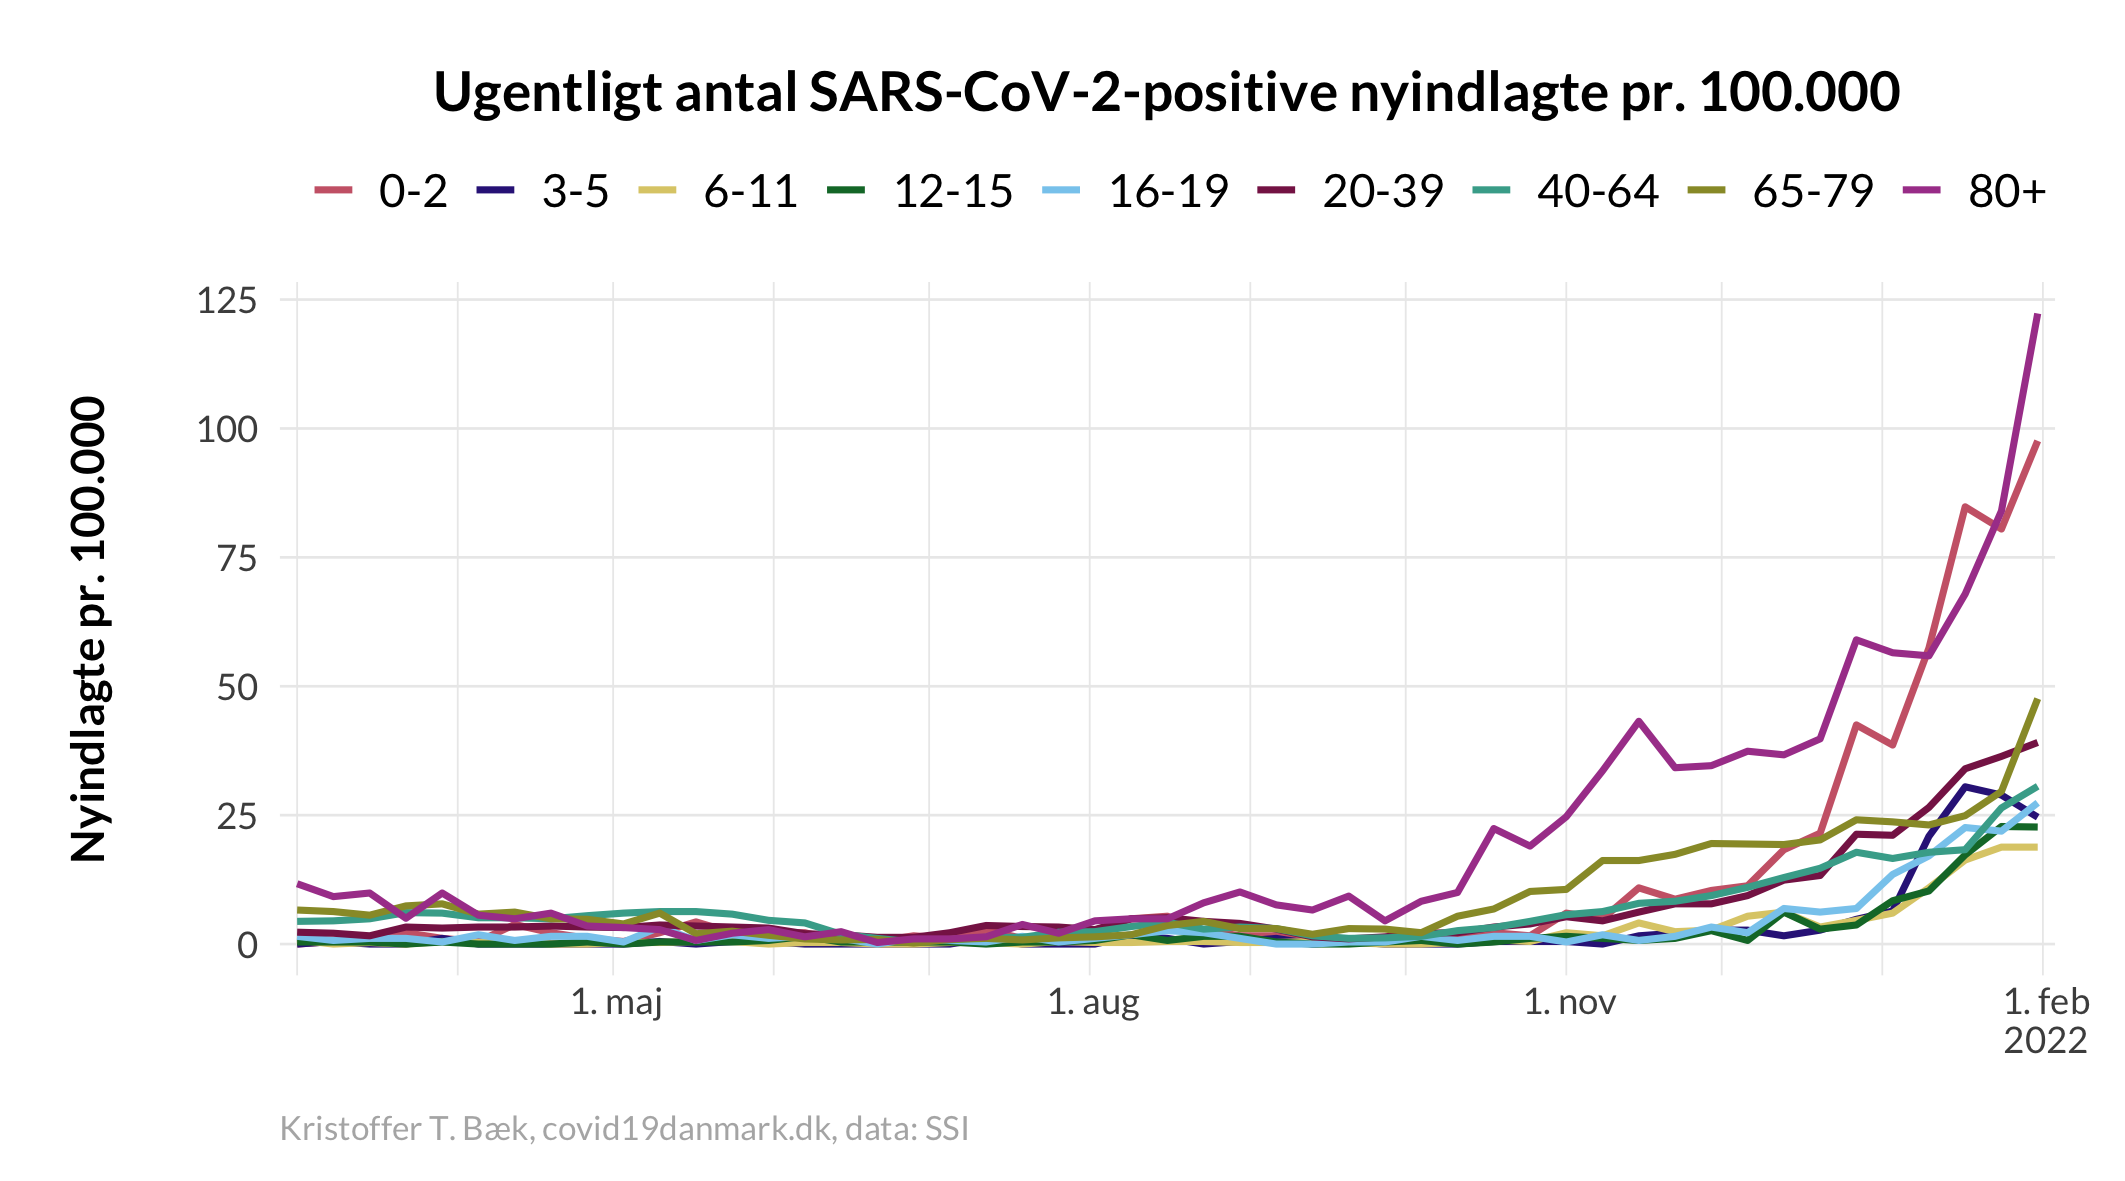 Ugentligt antal SARS-CoV-2-positive nyindlagte pr. 100.000
0-2 3-5 6-11 12-15 16-19 20-39 40-64 65-79 80+
Nyindlagte pr. 100.000
125
100
75
50
25
0
1. maj 1. aug 1. nov 1. feb
2022
Kristoffer T. Bæk, covid19danmark.dk, data: SSI